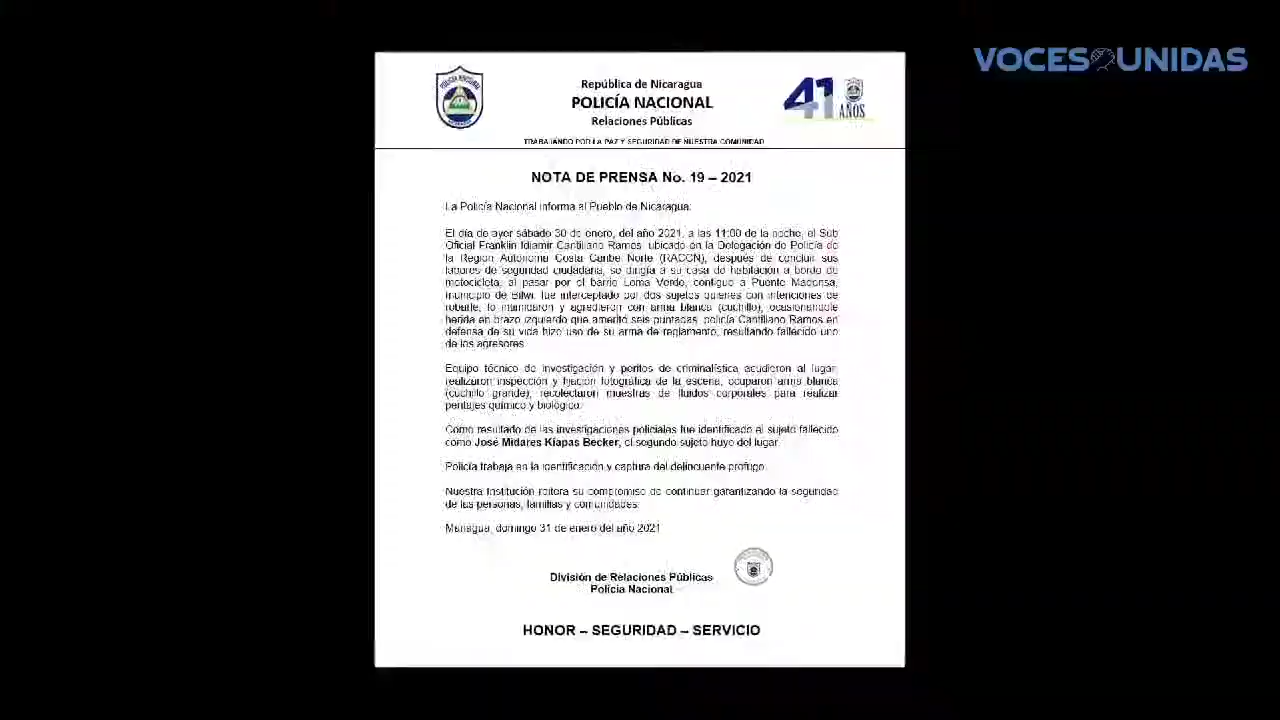 VOCES UNIDAS
República de Nicaragua
POLICÍA NACIONAL
Relaciones Públicas
41 AÑOS
TRABAJANDO POR LA PAZ Y SEGURIDAD DE NUESTRA COMUNIDAD
NOTA DE PRENSA No. 19 – 2021
La Policía Nacional informa al Pueblo de Nicaragua:
El día de ayer sábado 30 de enero, del año 2021, a las 11:00 de la noche, el Sub
Oficial Franklin Idiamir Cantillano Ramos, ubicado en la Delegación de Policía de
la Región Autónoma Costa Caribe Norte (RACCN), después de concluir sus
labores de seguridad ciudadana, se dirigía a su casa de habitación a bordo de
motocicleta, al pasar por el barrio Loma Verde, contiguo a Puente
municipio de Bilwi, fue interceptado por dos sujetos quienes con intenciones de
robarle, lo intimidaron y agredieron con arma blanca (cuchillo), ocasionándole
herida en brazo izquierdo que ameritó seis puntadas, policía Cantillano Ramos en
defensa de su vida hizo uso de su arma de reglamento, resultando fallecido uno
de los agresores.
Equipo técnico de investigación y peritos de criminalística acudieron al lugar,
realizaron inspección y fijación fotográfica de la escena, ocuparon arma blanca
(cuchillo grande), recolectaron muestras de fluidos corporales para realizar
peritajes químico y biológico.
Como resultado de las investigaciones policiales fue identificado el sujeto fallecido
como José Midares Kiapas Becker, el segundo sujeto huyó del lugar.
Policía trabaja en la identificación y captura del delincuente prófugo.
Nuestra Institución reitera su compromiso de continuar garantizando la seguridad
de las personas, familias y comunidades.
Managua, domingo 31 de enero del año 2021
División de Relaciones Públicas
Policía Nacional
HONOR – SEGURIDAD – SERVICIO